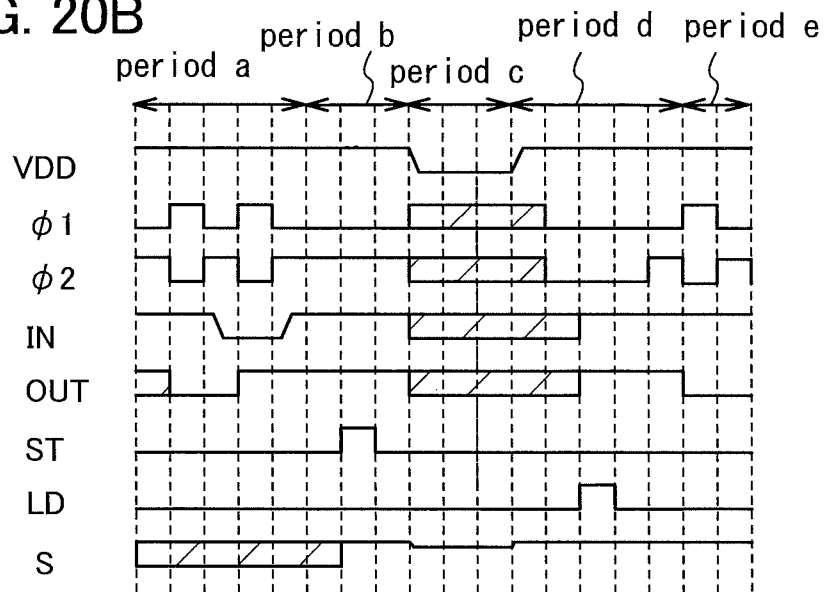 G. 20B
period a
period b
period c
period d
period e
VDD
ϕ1
ϕ2
IN
OUT
ST
LD
S